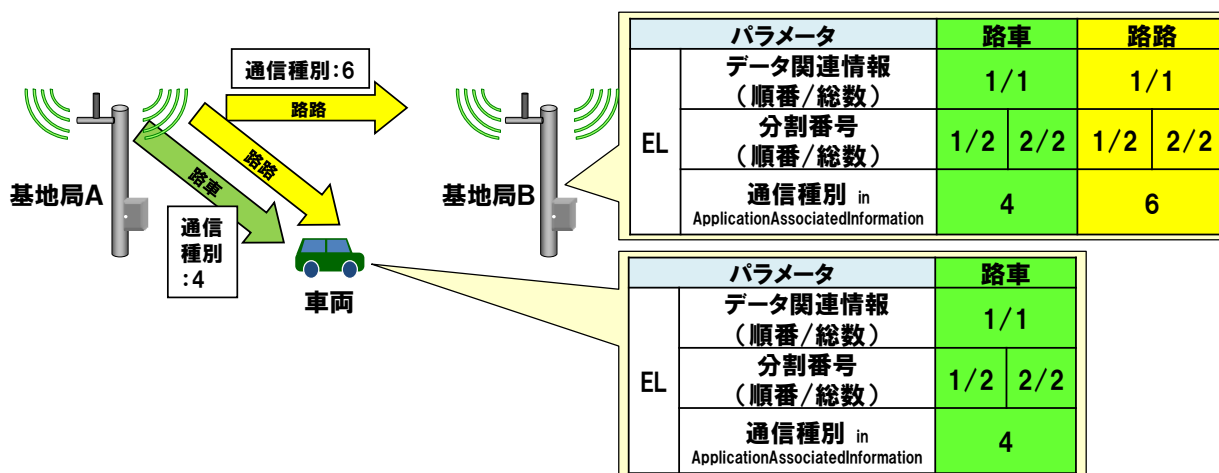 通信種別:6
路路
路路
路車
基地局A
通信
種別
:4
車両
基地局B
パラメータ 路車 路路
EL
データ関連情報
(順番/総数)
1/1 1/1
分割番号
(順番/総数)
1/2 2/2 1/2 2/2
通信種別 in
ApplicationAssociatedInformation
4 6
パラメータ 路車
EL
データ関連情報
(順番/総数)
1/1
分割番号
(順番/総数)
1/2 2/2
通信種別 in
ApplicationAssociatedInformation
4